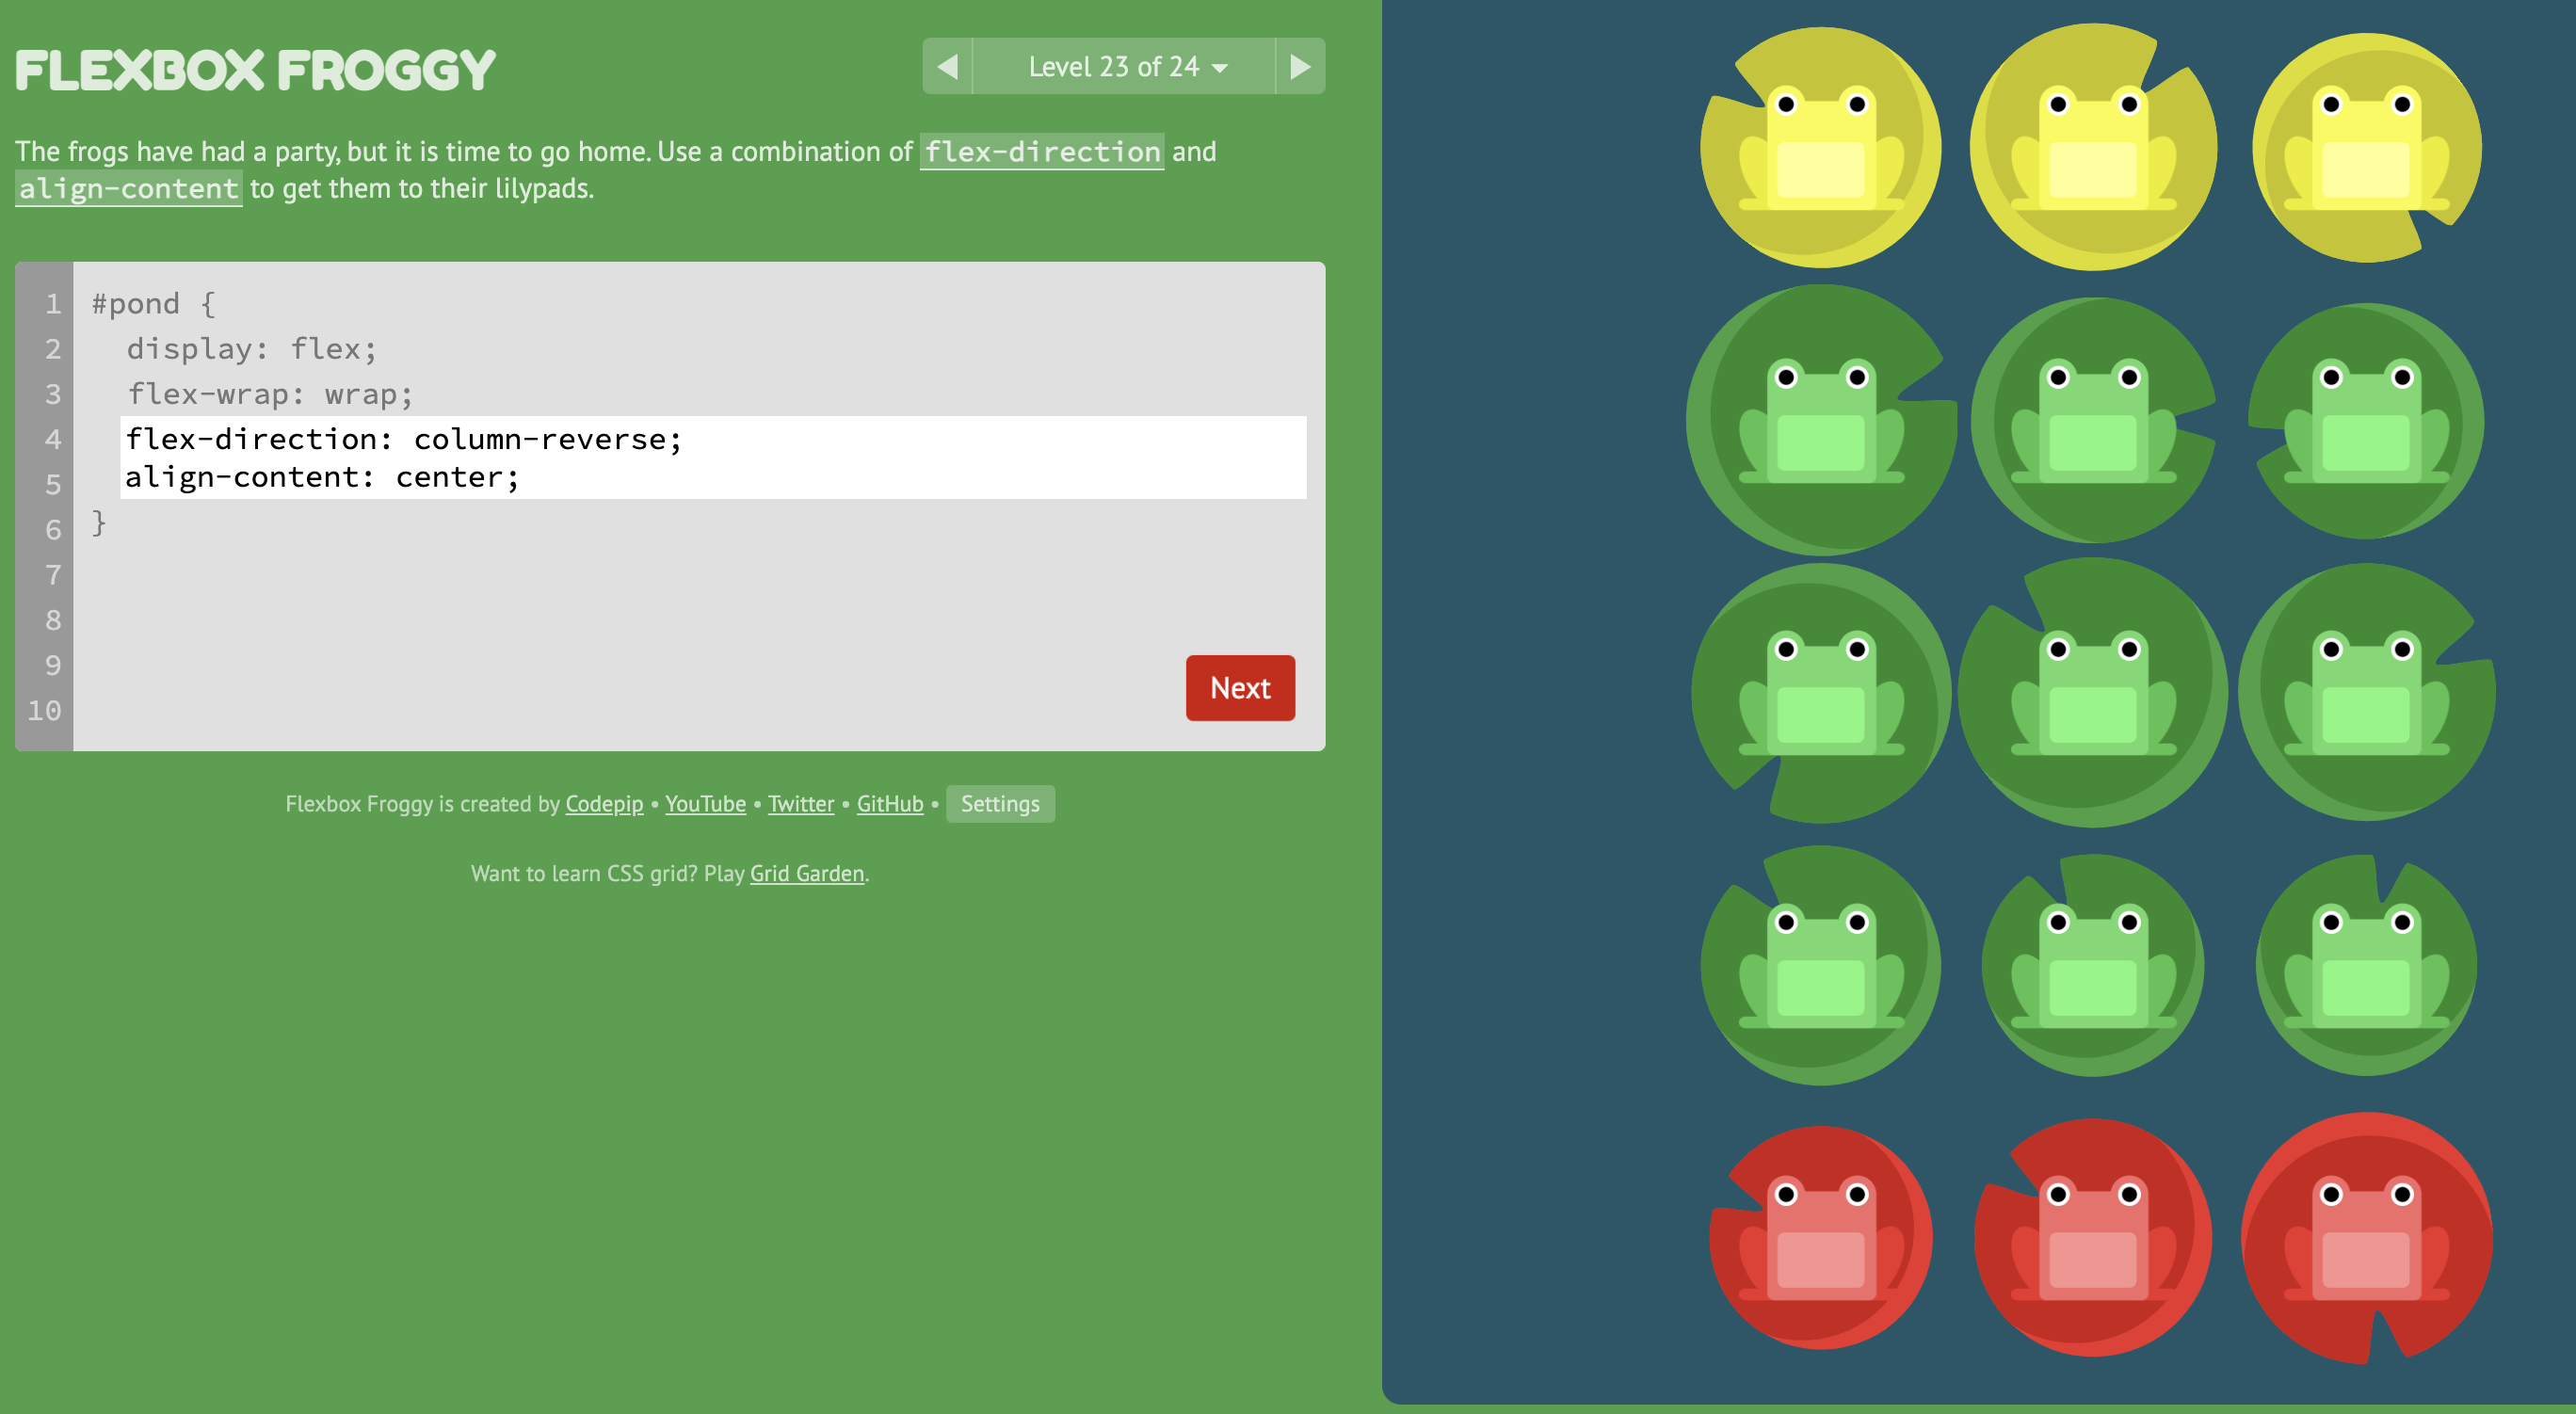 FLEXBOX FROGGY
Level 23 of 24
The frogs have had a party, but it is time to go home. Use a combination of flex-direction and
align-content to get them to their lilypads.
1 #pond {
2 display: flex;
3 flex-wrap: wrap;
4 flex-direction: column-reverse;
5 align-content: center;
6 }
7
8
9
10
Next
Flexbox Froggy is created by Codepip • YouTube • Twitter • GitHub • Settings
Want to learn CSS grid? Play Grid Garden.